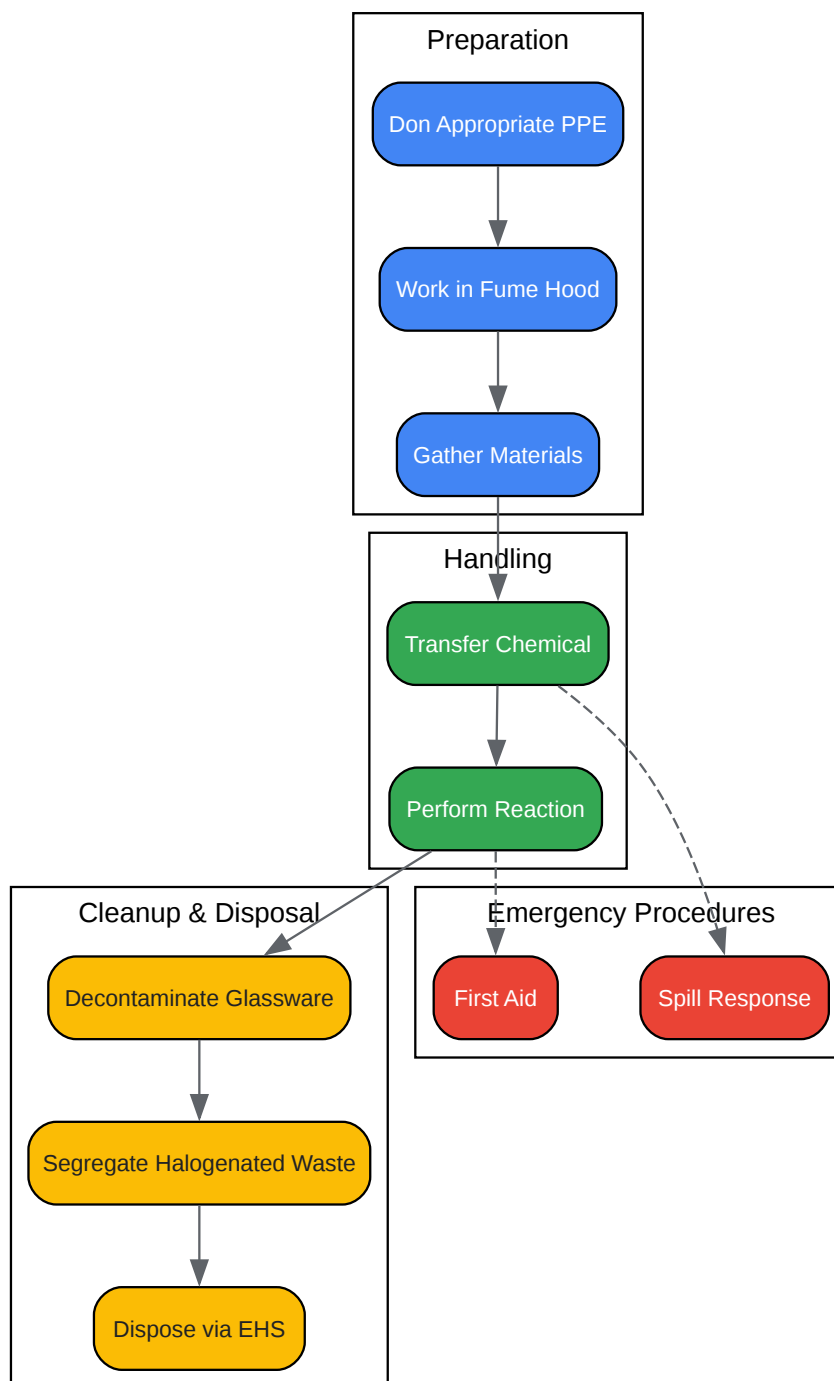 Preparation
Don Appropriate PPE
Work in Fume Hood
Gather Materials
Handling
Transfer Chemical
Perform Reaction
Cleanup & Disposal
Decontaminate Glassware
Segregate Halogenated Waste
Dispose via EHS
Emergency Procedures
First Aid
Spill Response